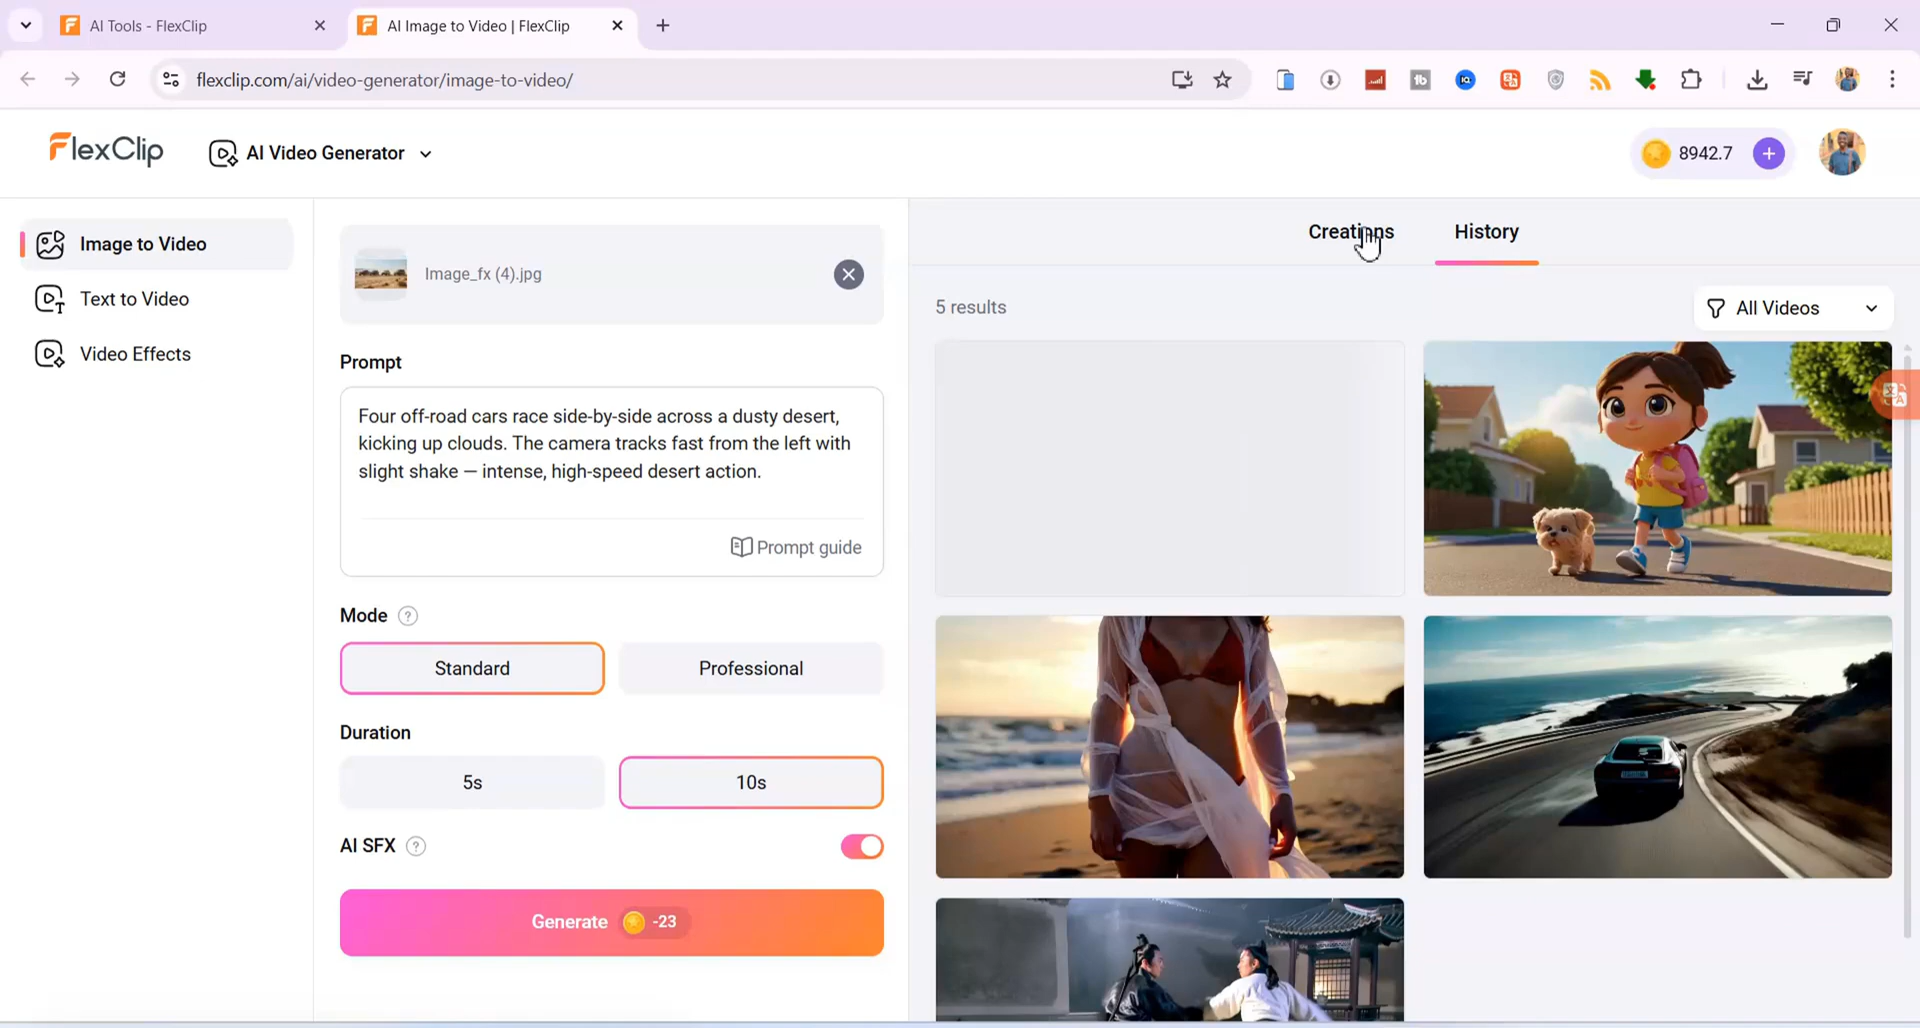 AI Tools - FlexClip
AI Image to Video | FlexClip
flexclip.com/ai/video-generator/image-to-video/
FlexClip
AI Video Generator
8942.7
Image to Video
Text to Video
Video Effects
Image_fx (4).jpg
Prompt
Four off-road cars race side-by-side across a dusty desert,
kicking up clouds. The camera tracks fast from the left with
slight shake — intense, high-speed desert action.
Prompt guide
Mode
Standard
Professional
Duration
5s
10s
AI SFX
Generate -23
Creations
History
5 results
All Videos